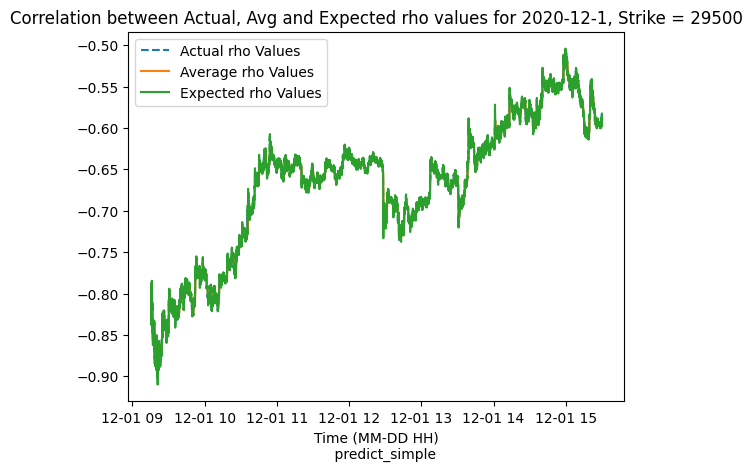 Correlation between Actual, Avg and Expected rho values for 2020-12-1, Strike = 29500
Actual rho Values
Average rho Values
Expected rho Values
−0.50
−0.55
−0.60
−0.65
−0.70
−0.75
−0.80
−0.85
−0.90
12-01 09 12-01 10 12-01 11 12-01 12 12-01 13 12-01 14 12-01 15
Time (MM-DD HH)
predict_simple